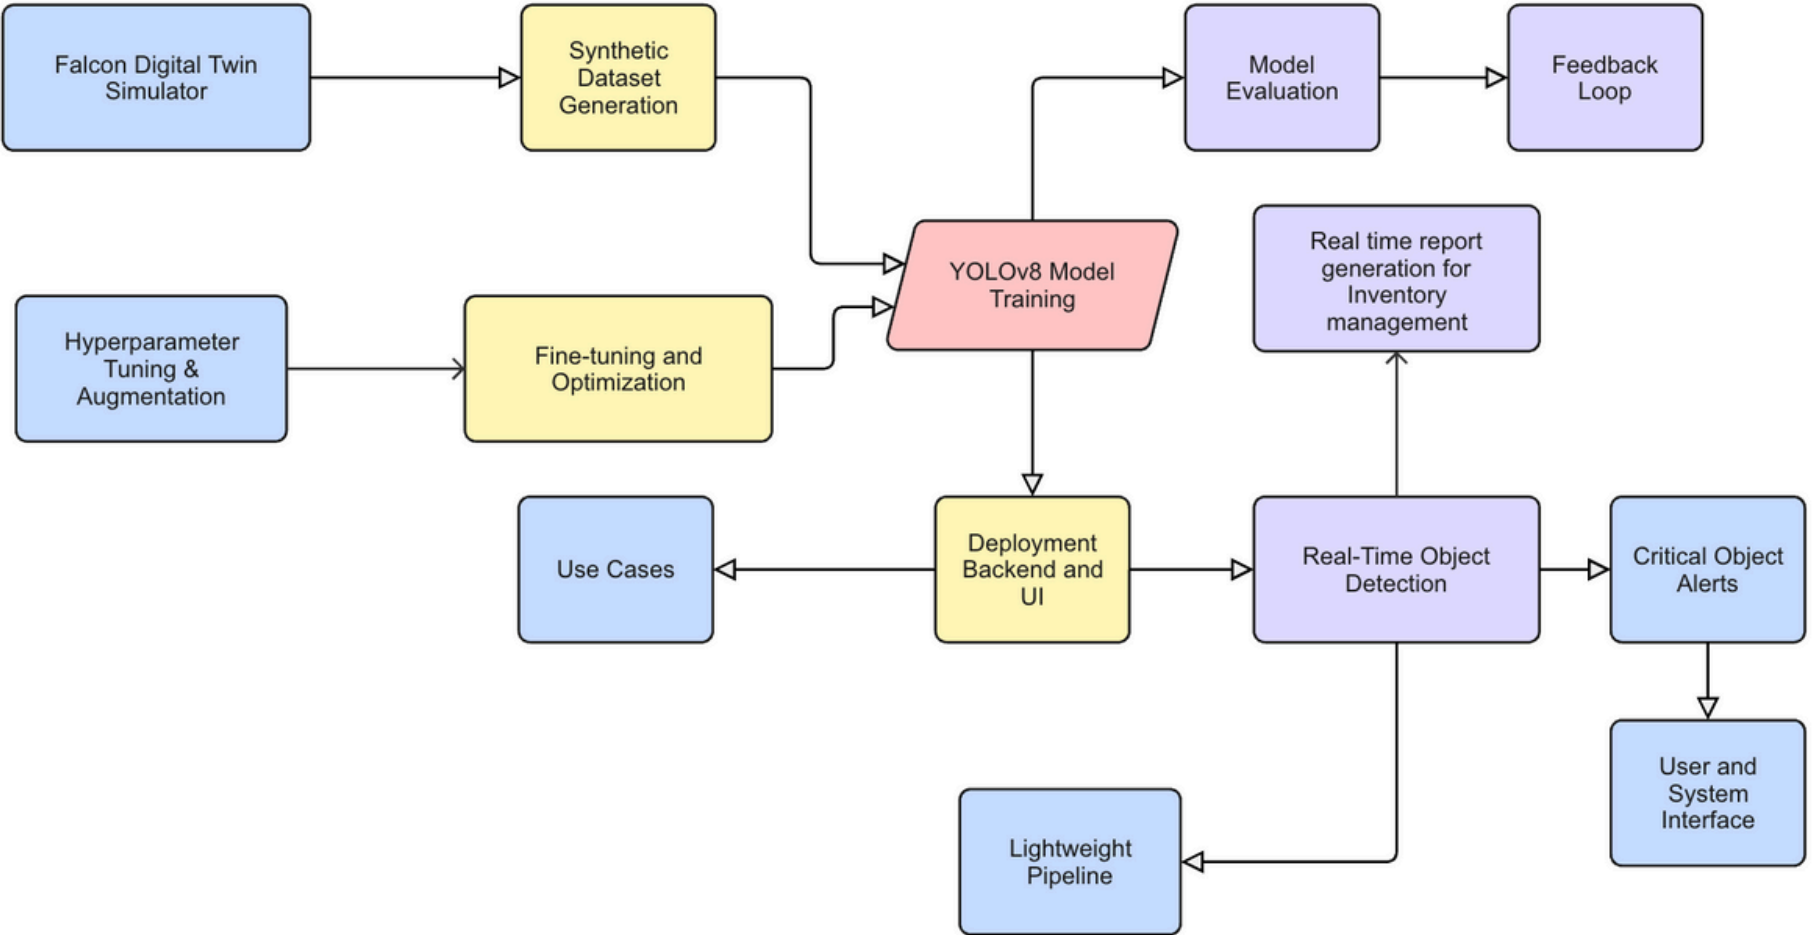 Falcon Digital Twin
Simulator
Synthetic
Dataset
Generation
Model
Evaluation
Feedback
Loop
YOLOv8 Model
Training
Real time report
generation for
Inventory
management
Hyperparameter
Tuning &
Augmentation
Fine-tuning and
Optimization
Use Cases
Deployment
Backend and
UI
Real-Time Object
Detection
Critical Object
Alerts
User and
System
Interface
Lightweight
Pipeline